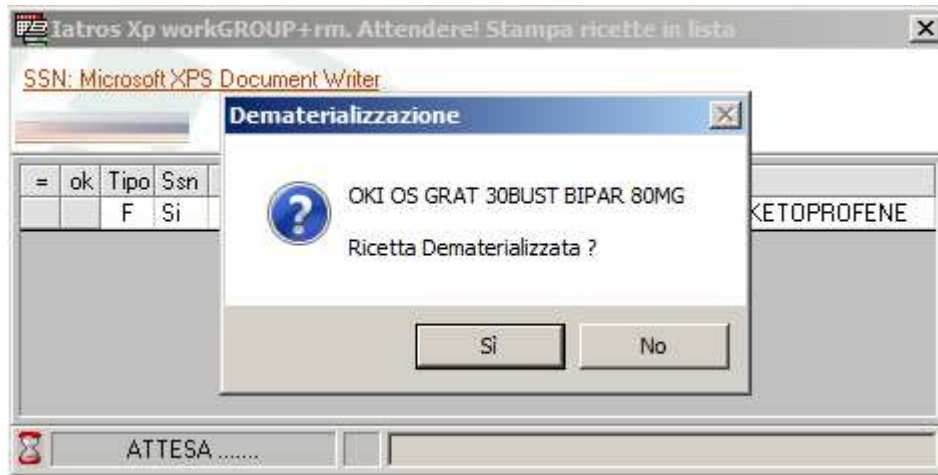 Iatros Xp workGROUP+rm. Attendere! Stampa ricette in lista
SSN: Microsoft XPS Document Writer
Dematerializzazione
= ok Tipo Ssn
F Si KETOPROFENE
OKI OS GRAT 30BUST BIPAR 80MG
Ricetta Dematerializzata ?
Sì No
ATTESA .......